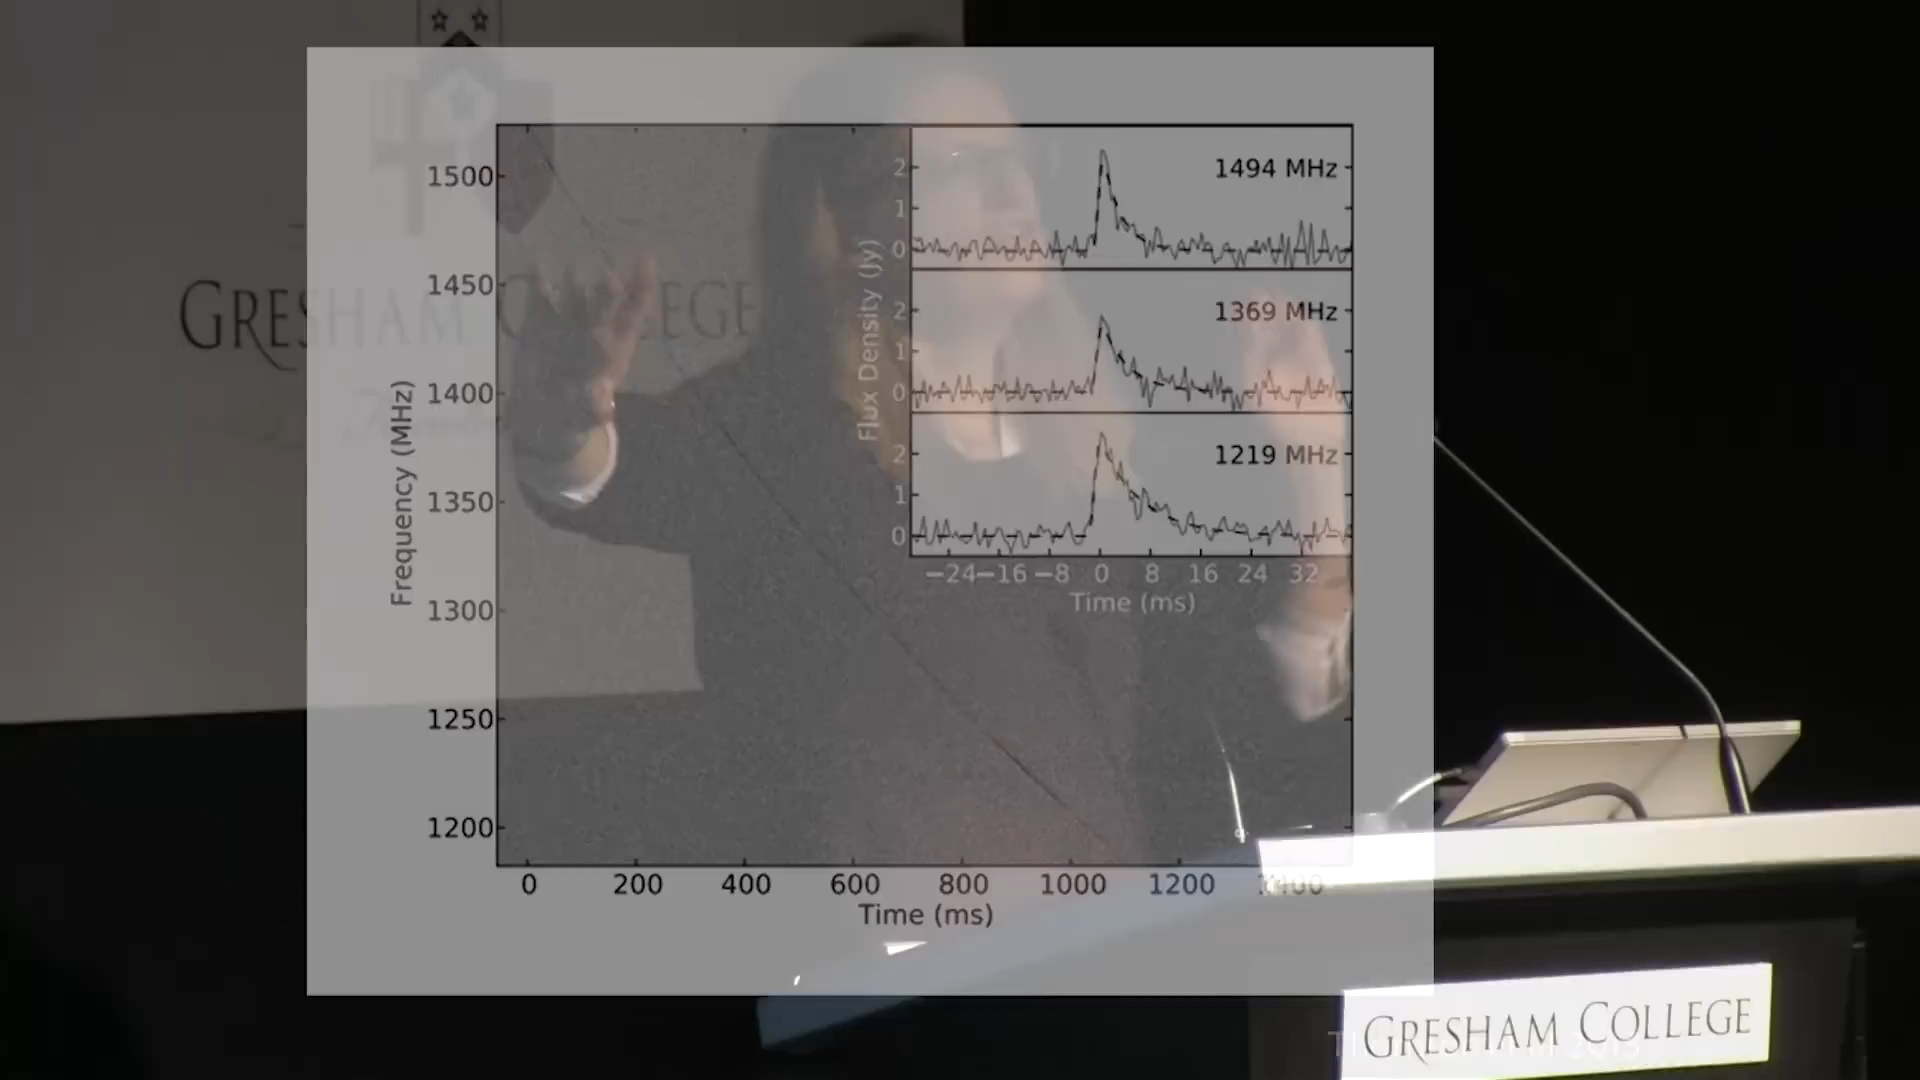 GRESHAM COLLEGE
1500
1450
1400
1350
1300
1250
1200
Frequency (MHz)
0 200 400 600 800 1000 1200 1400
Time (ms)
Flux Density (Jy)
2
1
0
1494 MHz
2
1
0
1369 MHz
2
1
0
1219 MHz
−24 −16 −8 0 8 16 24 32
Time (ms)
GRESHAM COLLEGE